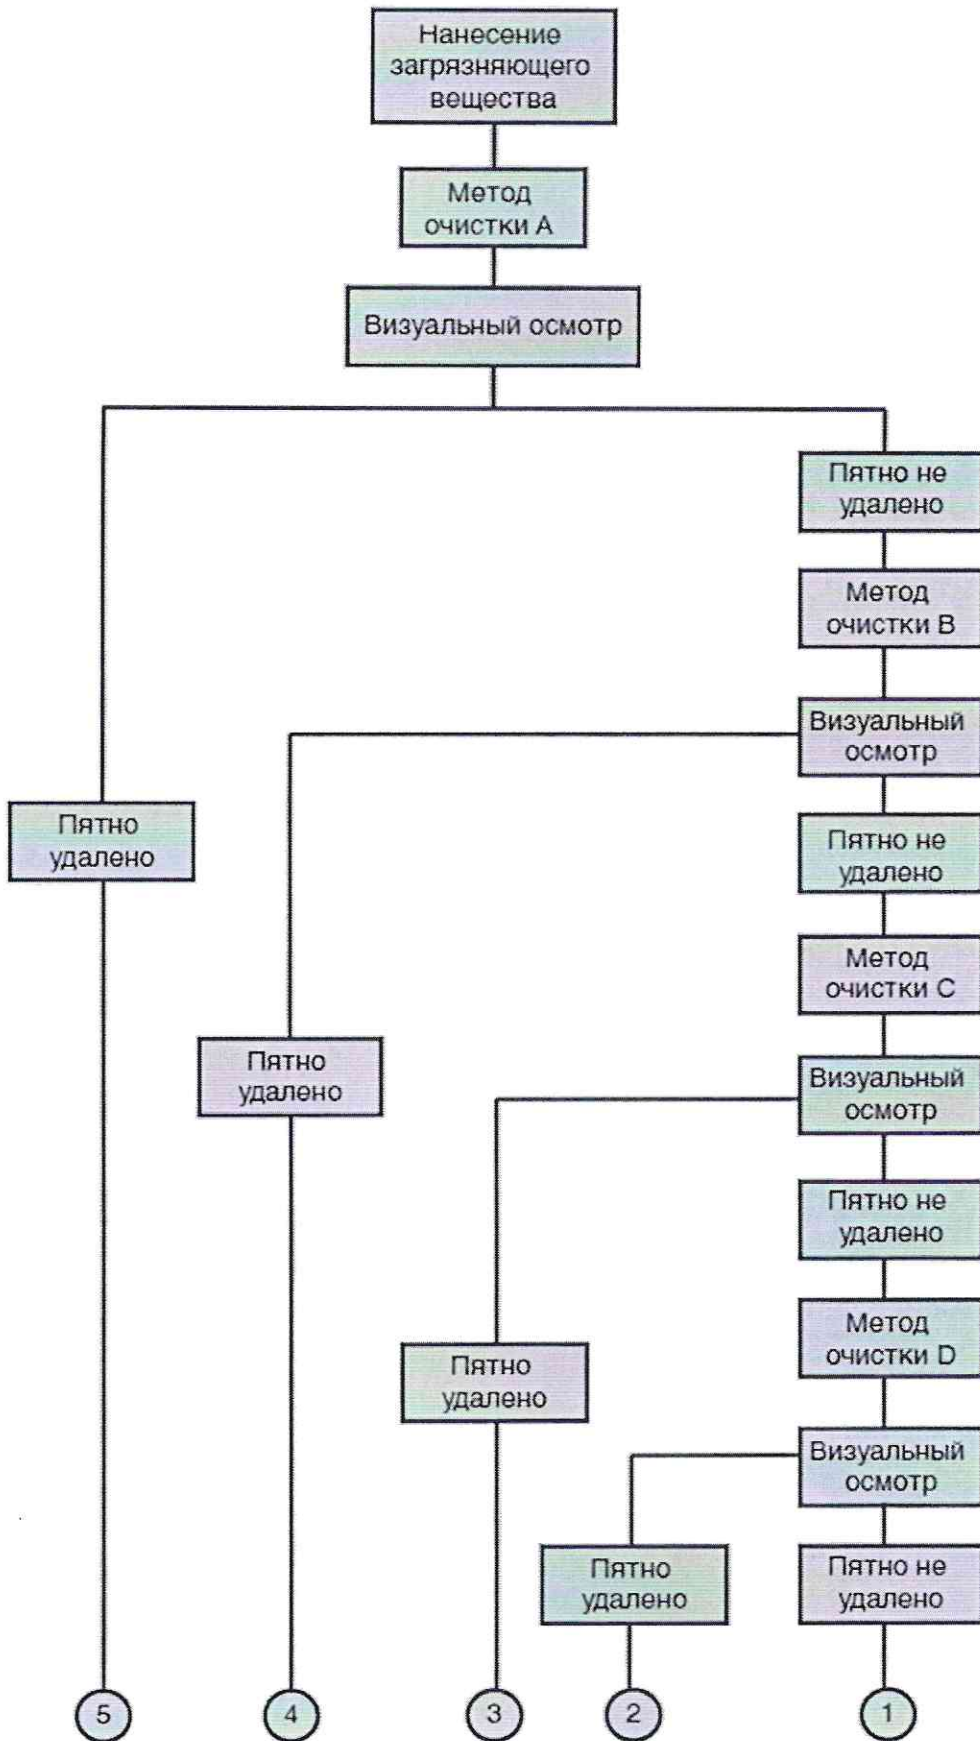 Нанесение
загрязняющего
вещества
Метод
очистки А
Визуальный осмотр
Пятно не
удалено
Метод
очистки В
Визуальный
осмотр
Пятно
удалено
Пятно не
удалено
Метод
очистки С
Пятно
удалено
Визуальный
осмотр
Пятно не
удалено
Метод
очистки D
Пятно
удалено
Визуальный
осмотр
Пятно
удалено
Пятно не
удалено
5
4
3
2
1